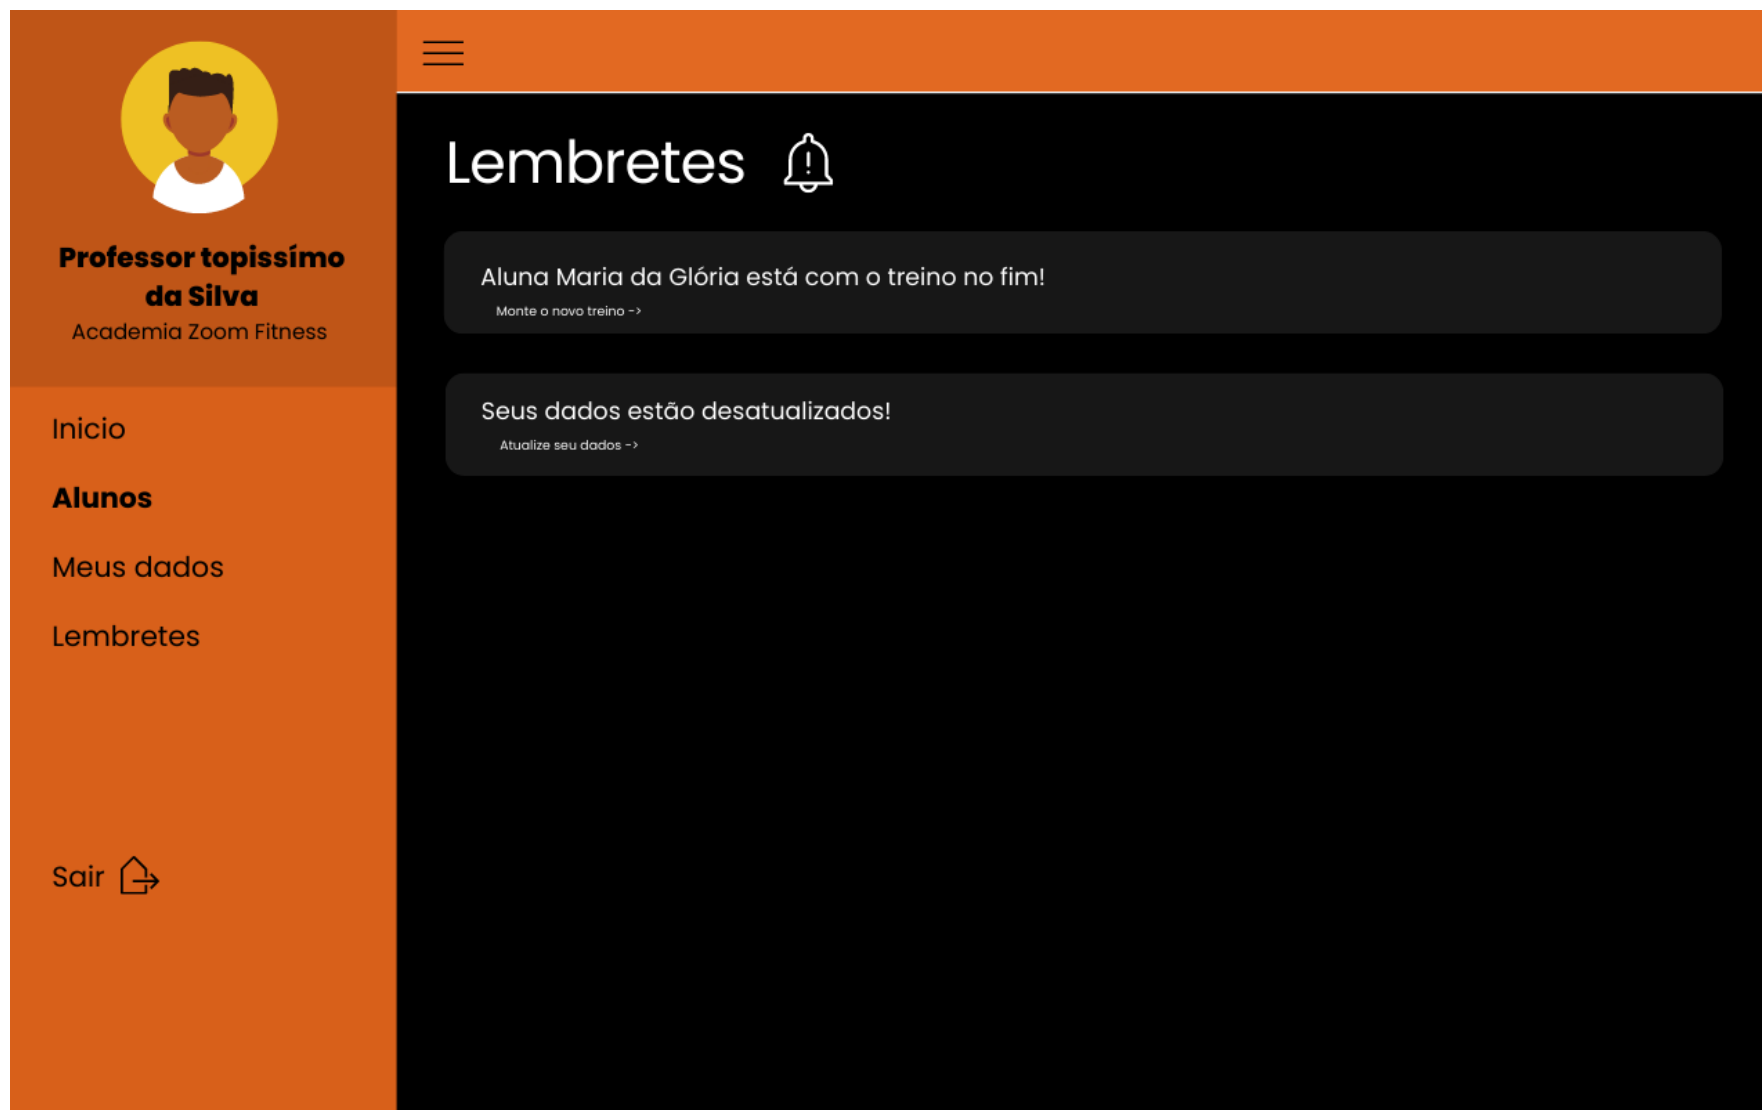 Professor topissímo
da Silva
Academia Zoom Fitness
Inicio
Alunos
Meus dados
Lembretes
Sair
Lembretes
Aluna Maria da Glória está com o treino no fim!
Monte o novo treino ->
Seus dados estão desatualizados!
Atualize seu dados ->